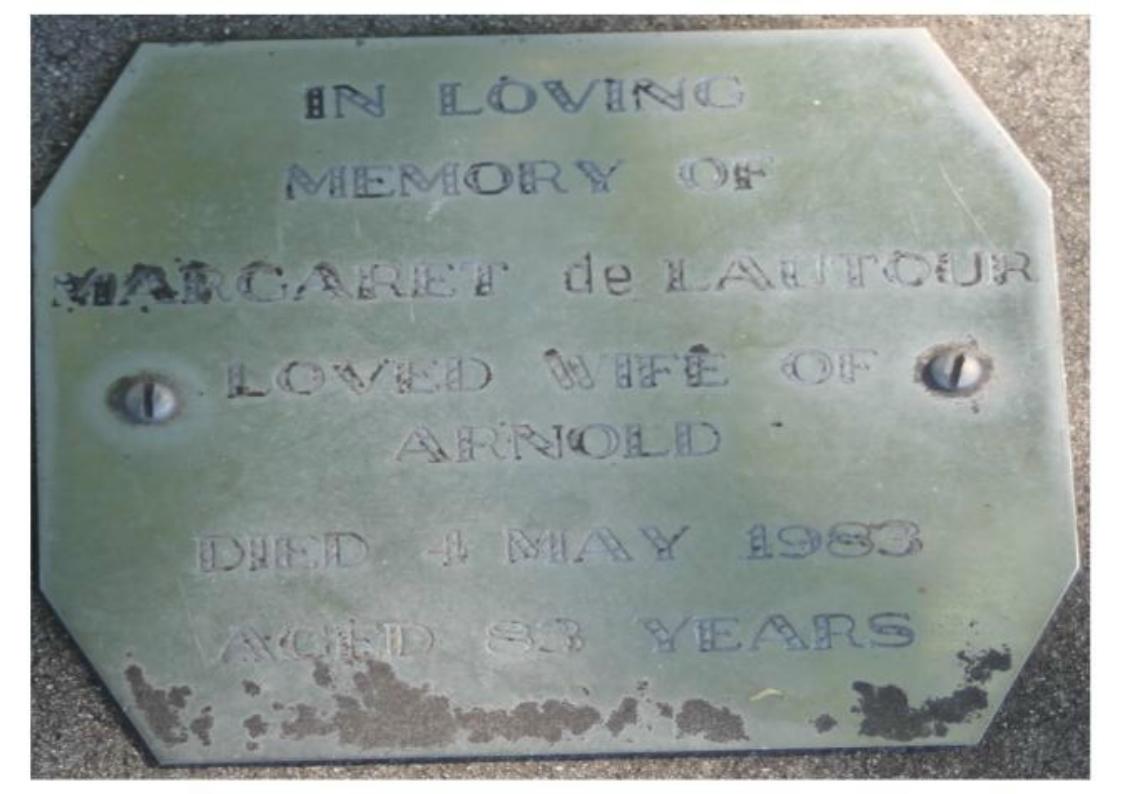 IN LOVING
MEMORY OF
MARGARET de LAUTOUR
LOVED WIFE OF
ARNOLD
DIED 4 MAY 1983
AGED 83 YEARS